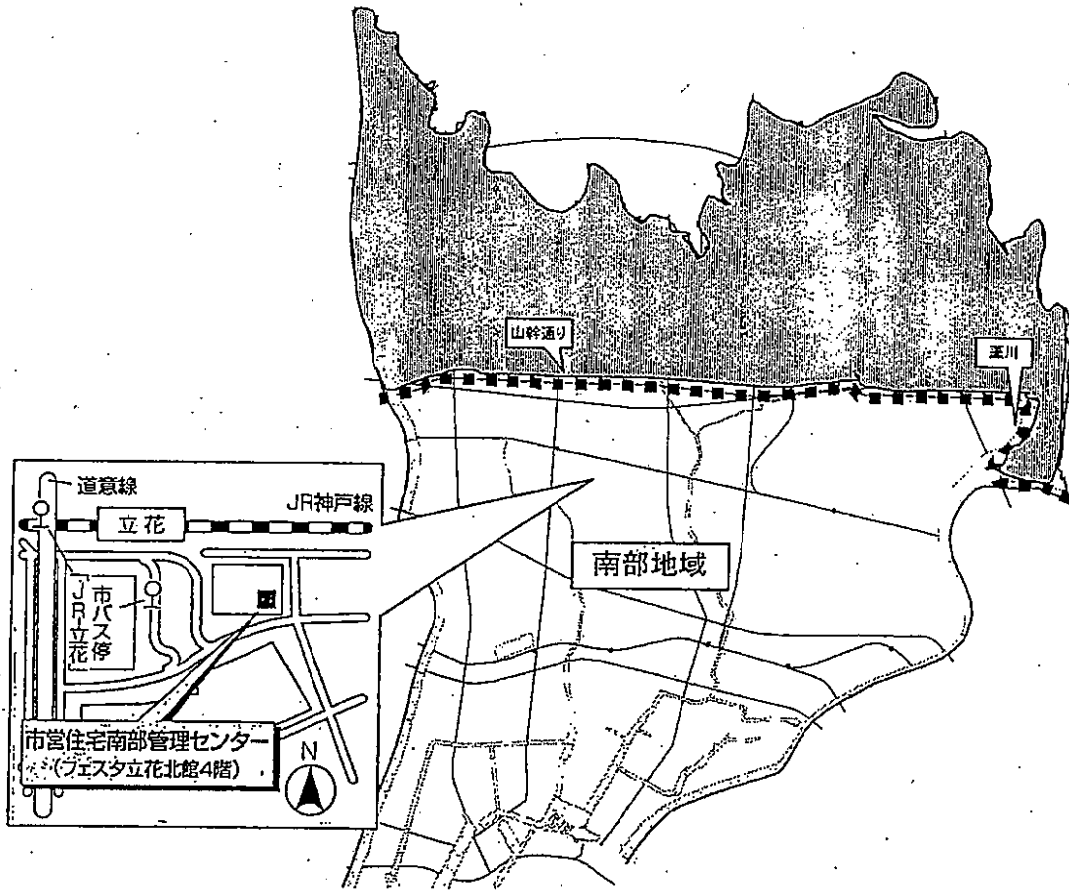 山幹通り
藻川
南部地域
道意線
JR神戸線
立花
市バス停
JR立花
市営住宅南部管理センター
(フェスタ立花北館4階)
N